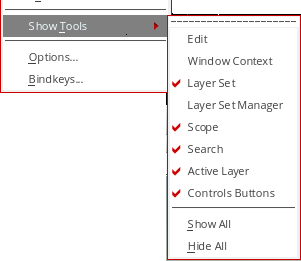 Show Tools
Options...
Bindkeys...
Edit
Window Context
Layer Set
Layer Set Manager
Scope
Search
Active Layer
Controls Buttons
Show All
Hide All